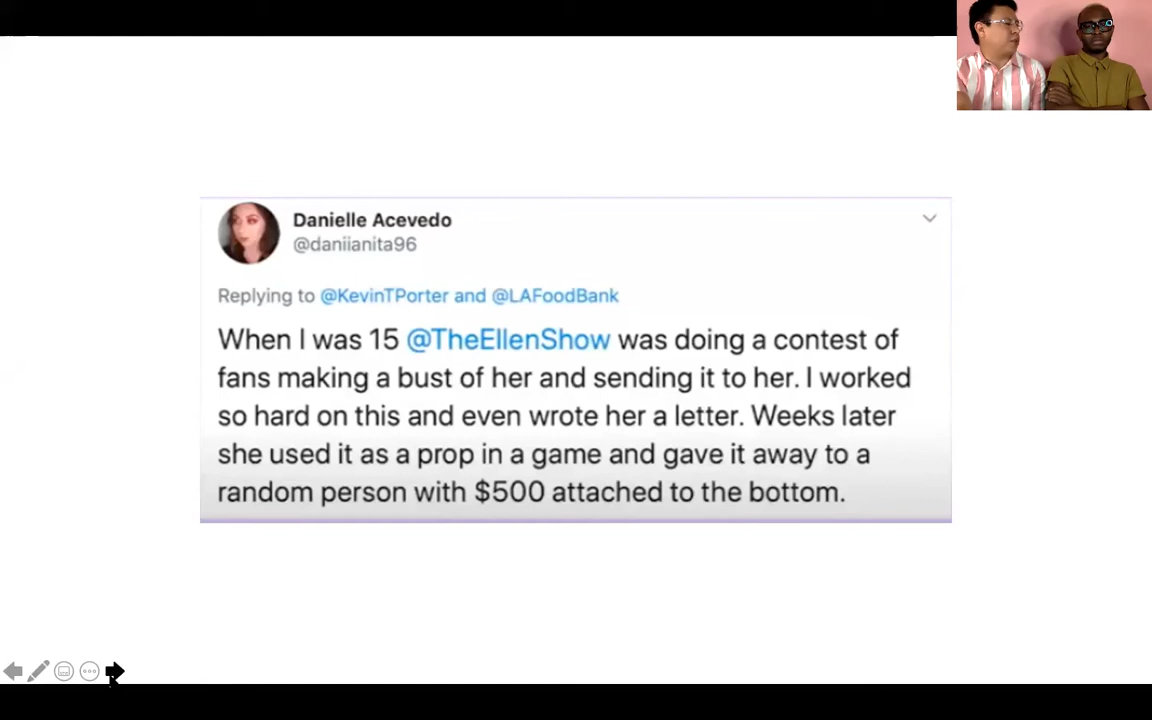 Danielle Acevedo
@daniianita96
Replying to @KevinTPorter and @LAFoodBank
When I was 15 @TheEllenShow was doing a contest of
fans making a bust of her and sending it to her. I worked
so hard on this and even wrote her a letter. Weeks later
she used it as a prop in a game and gave it away to a
random person with $500 attached to the bottom.